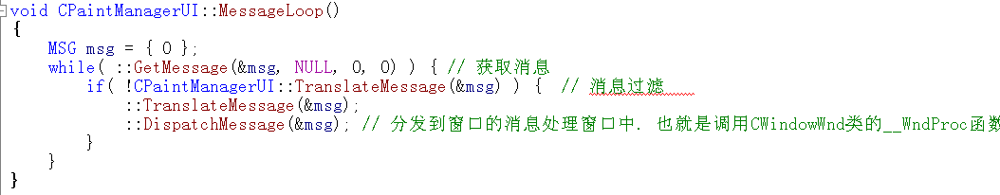 void CPaintManagerUI::MessageLoop()
{
    MSG msg = { 0 };
    while( ::GetMessage(&msg, NULL, 0, 0) ) { // 获取消息
        if( !CPaintManagerUI::TranslateMessage(&msg) ) {  // 消息过滤
            ::TranslateMessage(&msg);
            ::DispatchMessage(&msg); // 分发到窗口的消息处理窗口中. 也就是调用CWindowWnd类的__WndProc函数
        }
    }
}